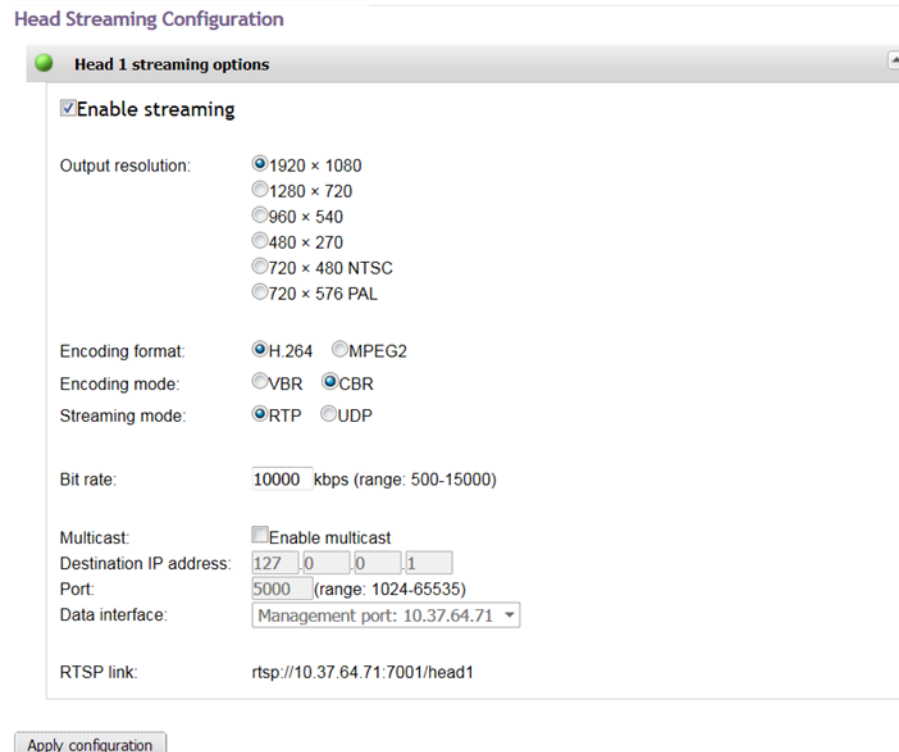 Head Streaming Configuration
Head 1 streaming options
Enable streaming
Output resolution: 1920 × 1080
1280 × 720
960 × 540
480 × 270
720 × 480 NTSC
720 × 576 PAL
Encoding format: H.264 MPEG2
Encoding mode: VBR CBR
Streaming mode: RTP UDP
Bit rate: 10000 kbps (range: 500-15000)
Multicast: Enable multicast
Destination IP address: 127 .0 .0 .1
Port: 5000 (range: 1024-65535)
Data interface: Management port: 10.37.64.71
RTSP link: rtsp://10.37.64.71:7001/head1
Apply configuration